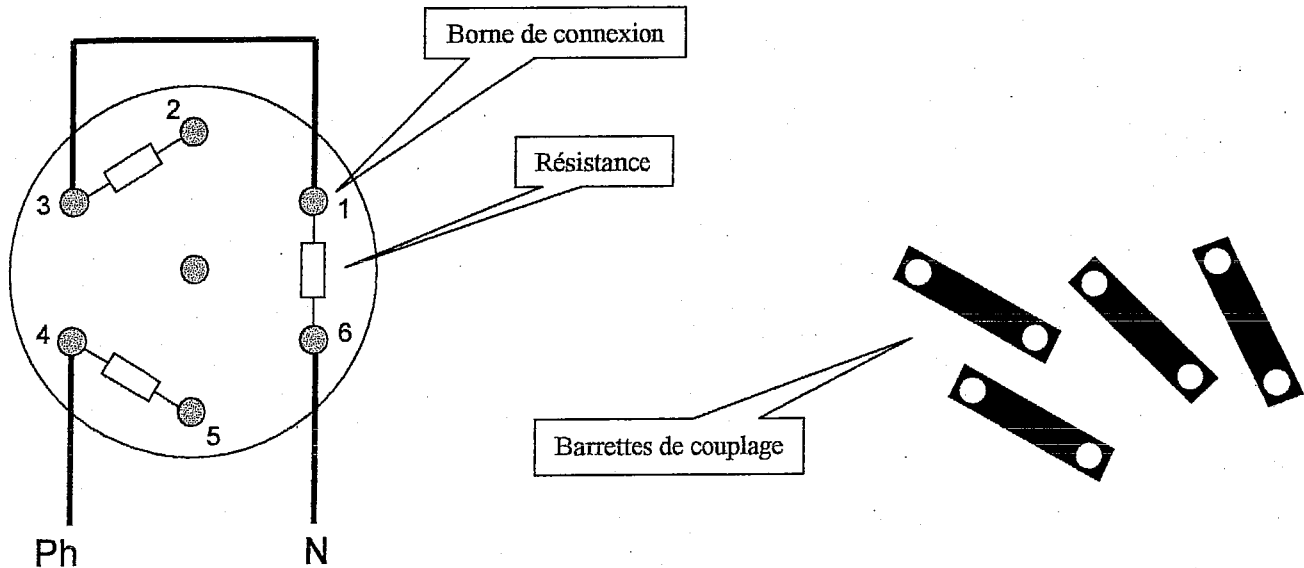 Borne de connexion
2
Résistance
3
1
4
6
5
Barrettes de couplage
Ph
N